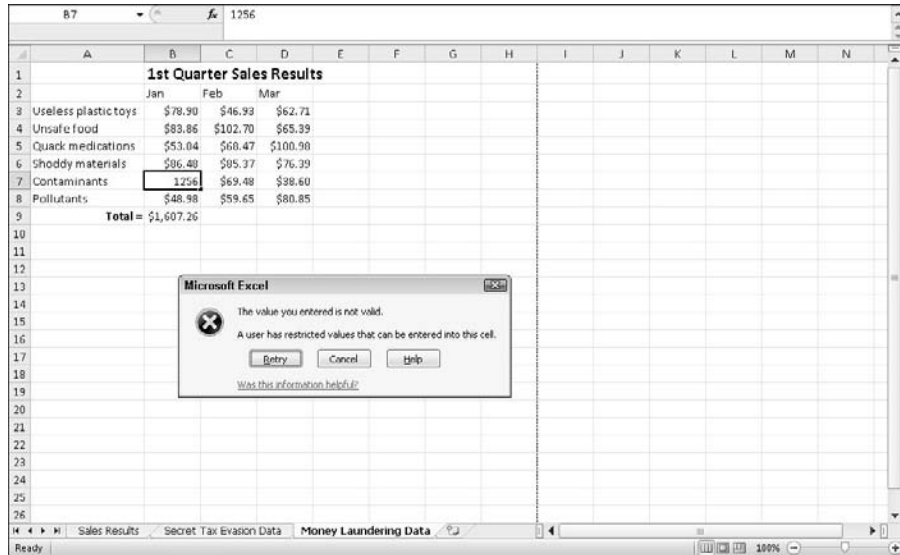 B7 fx 1256
A B C D E F G H I J K L M N
1 1st Quarter Sales Results
2 Jan Feb Mar
3 Useless plastic toys $78.90 $46.93 $62.71
4 Unsafe food $83.86 $102.70 $65.39
5 Quack medications $53.04 $68.47 $100.98
6 Shoddy materials $86.48 $95.37 $76.39
7 Contaminants 1256 $69.48 $38.60
8 Pollutants $48.98 $59.65 $80.85
9 Total = $1,607.26
10
11
12
13
14
15
16
17
18
19
20
21
22
23
24
25
26
Microsoft Excel
The value you entered is not valid.
A user has restricted values that can be entered into this cell.
Retry Cancel Help
Was this information helpful?
Sales Results Secret Tax Evasion Data Money Laundering Data
Ready 100%